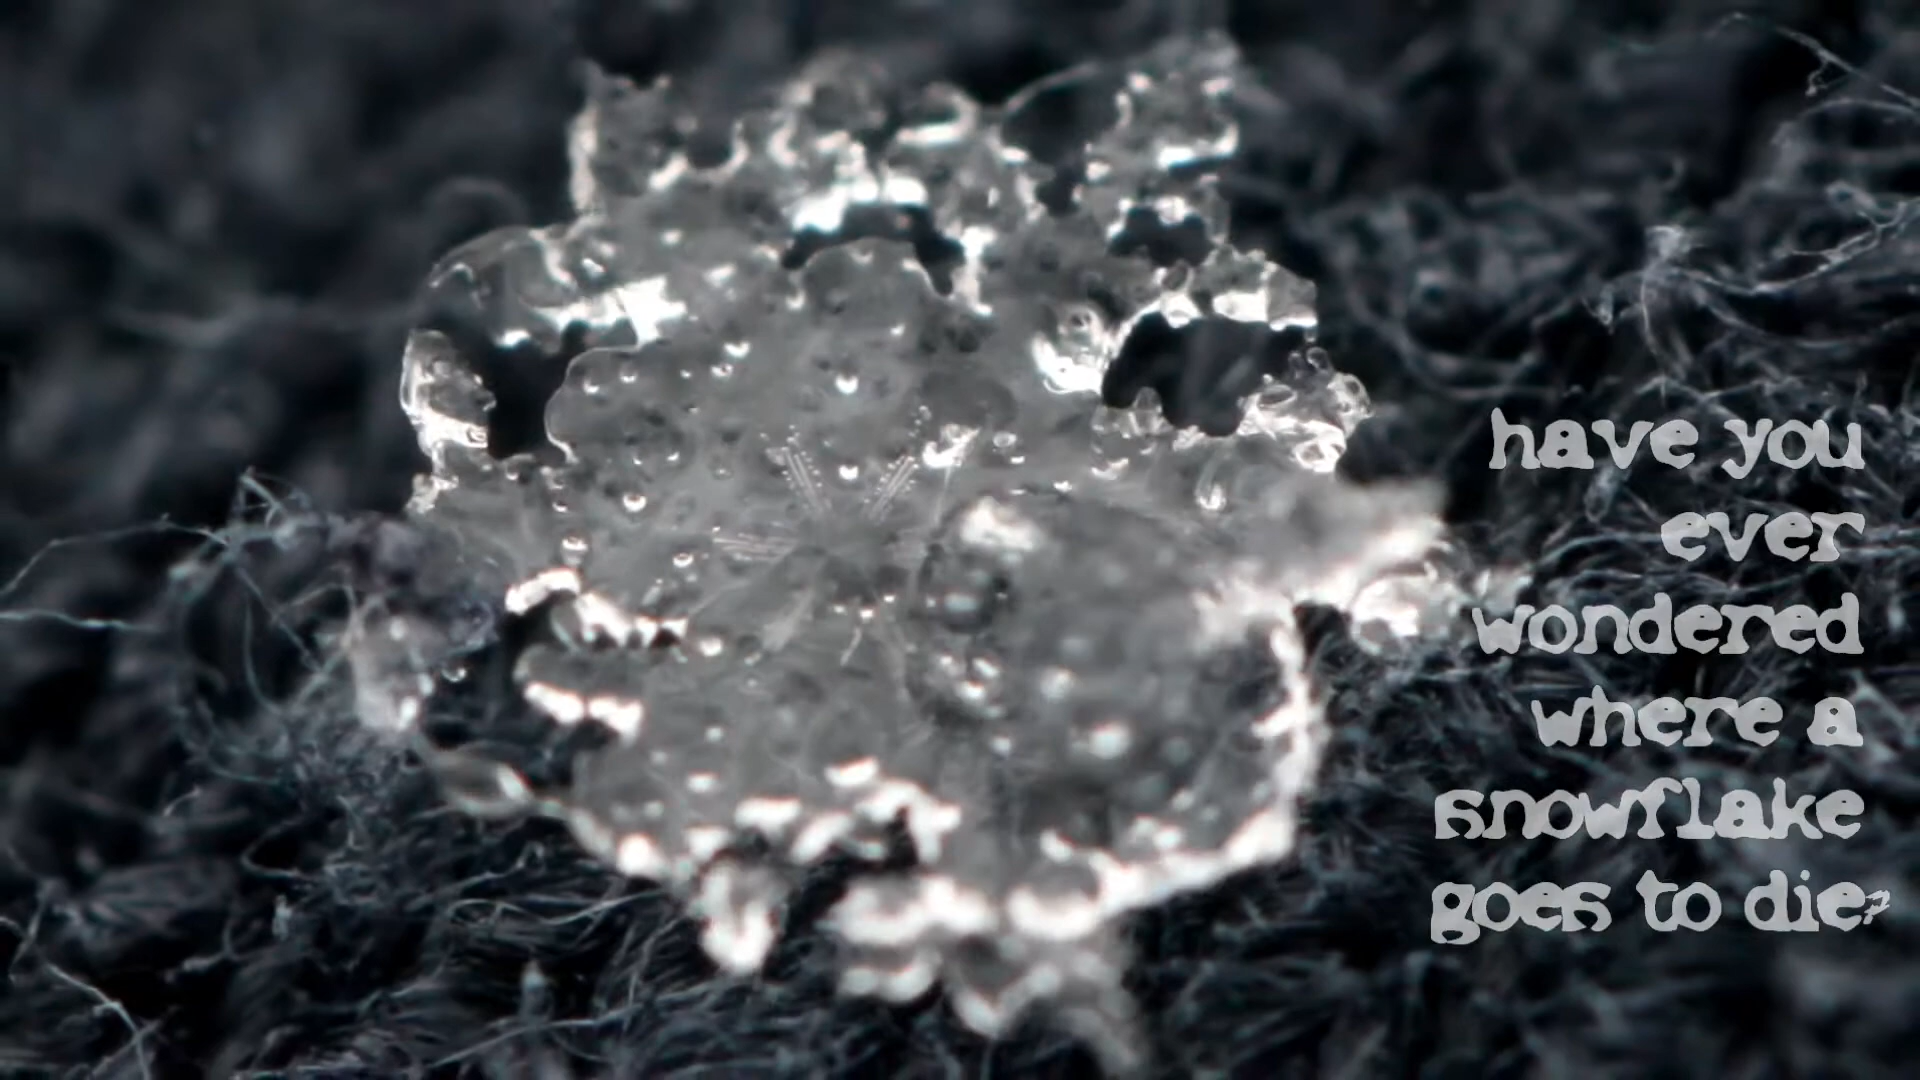 have you
ever
wondered
where a
snowflake
goes to die?